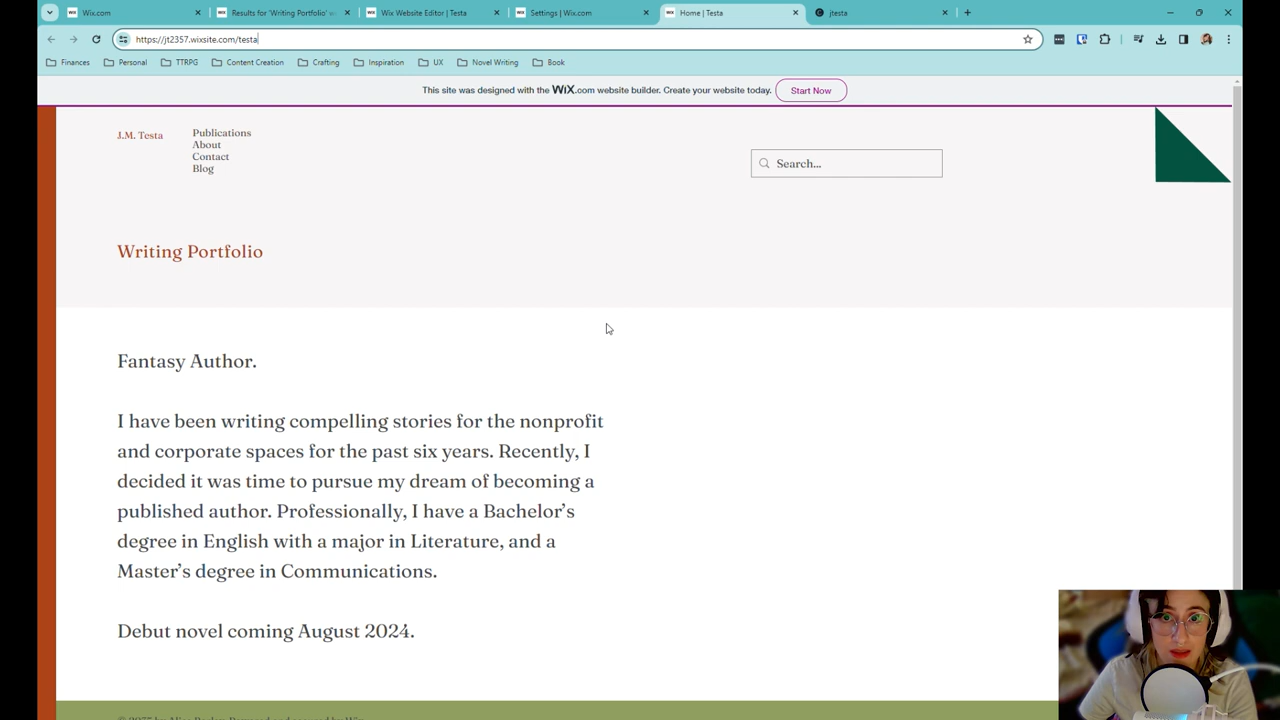 Wix.com
Results for 'Writing Portfolio' w
Wix Website Editor | Testa
Settings | Wix.com
Home | Testa
jtesta
https://jt2357.wixsite.com/testa
Finances
Personal
TTRPG
Content Creation
Crafting
Inspiration
UX
Novel Writing
Book
This site was designed with the WiX.com website builder. Create your website today.
Start Now
J.M. Testa
Publications
About
Contact
Blog
Search...
Writing Portfolio
Fantasy Author.
I have been writing compelling stories for the nonprofit
and corporate spaces for the past six years. Recently, I
decided it was time to pursue my dream of becoming a
published author. Professionally, I have a Bachelor's
degree in English with a major in Literature, and a
Master's degree in Communications.
Debut novel coming August 2024.